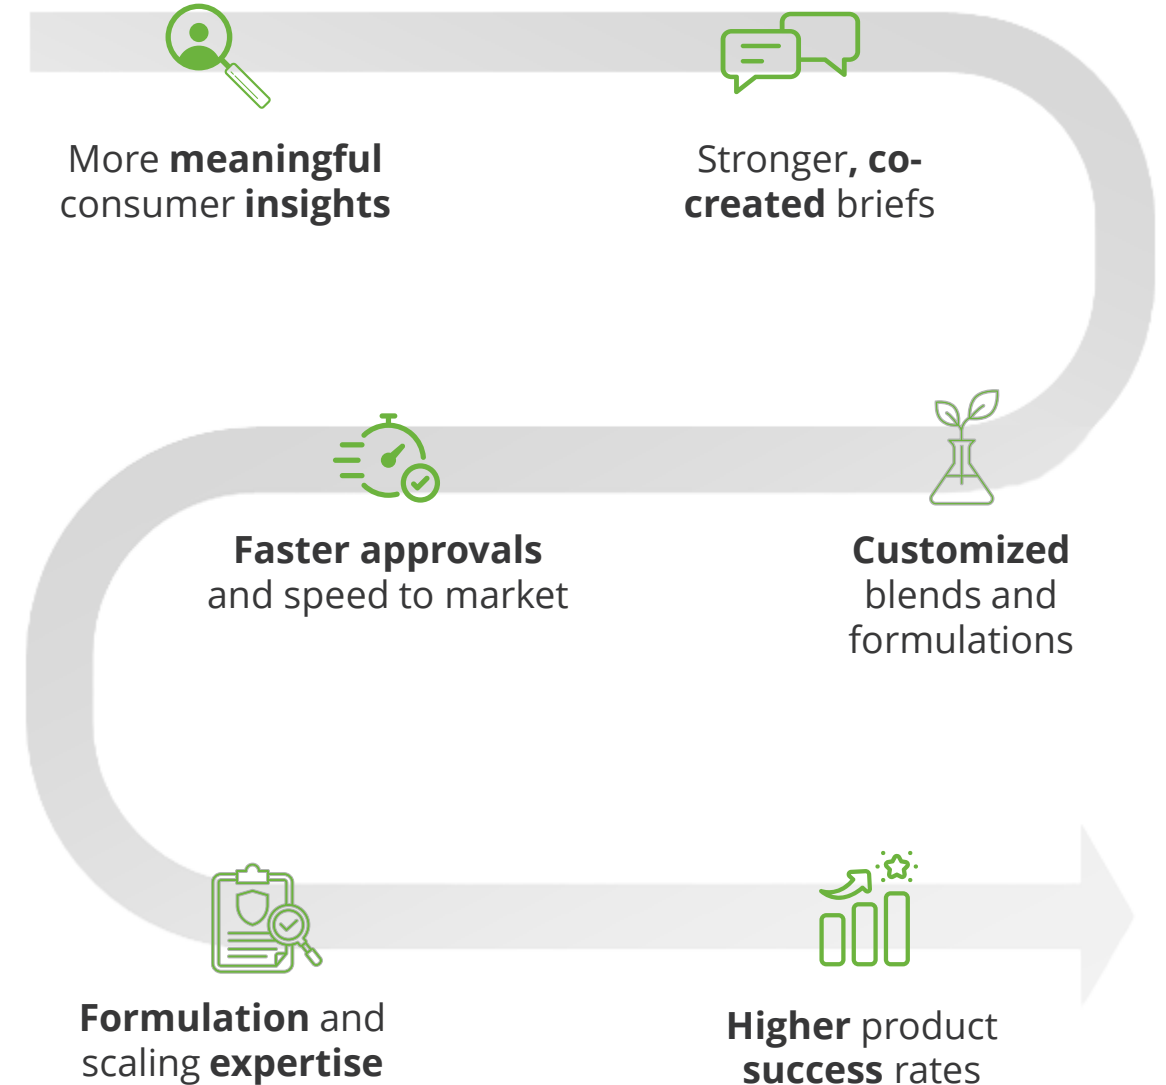 More meaningful
consumer insights
Stronger, co-
created briefs
Customized
blends and
formulations
Faster approvals
and speed to market
Formulation and
scaling expertise
Higher product
success rates